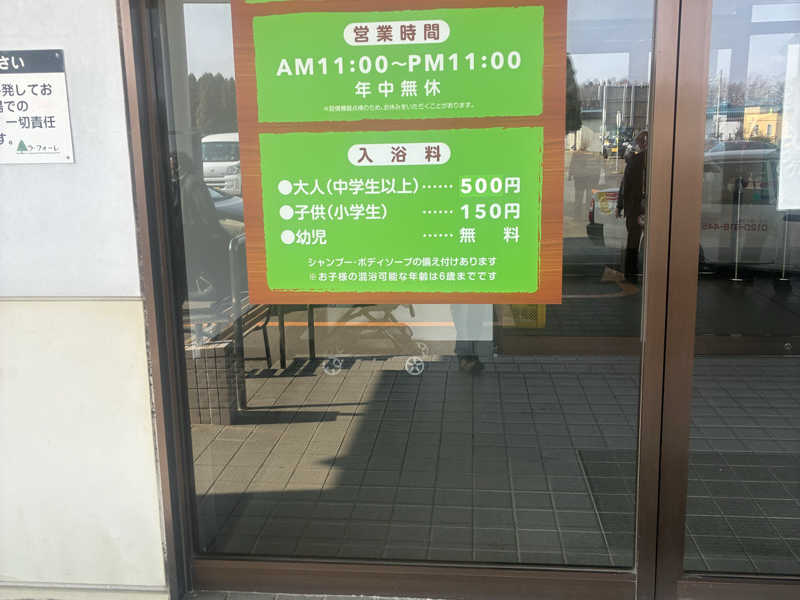 さい
発してお
場での
一切責任
す。
ラ・フォーレ
営業時間
AM11:00～PM11:00
年中無休
入浴料
●大人(中学生以上)…… 500円
●子供(小学生) …… 150円
●幼児 …… 無 料
シャンプー・ボディソープの備え付けあります
※お子様の混浴可能な年齢は6歳までです